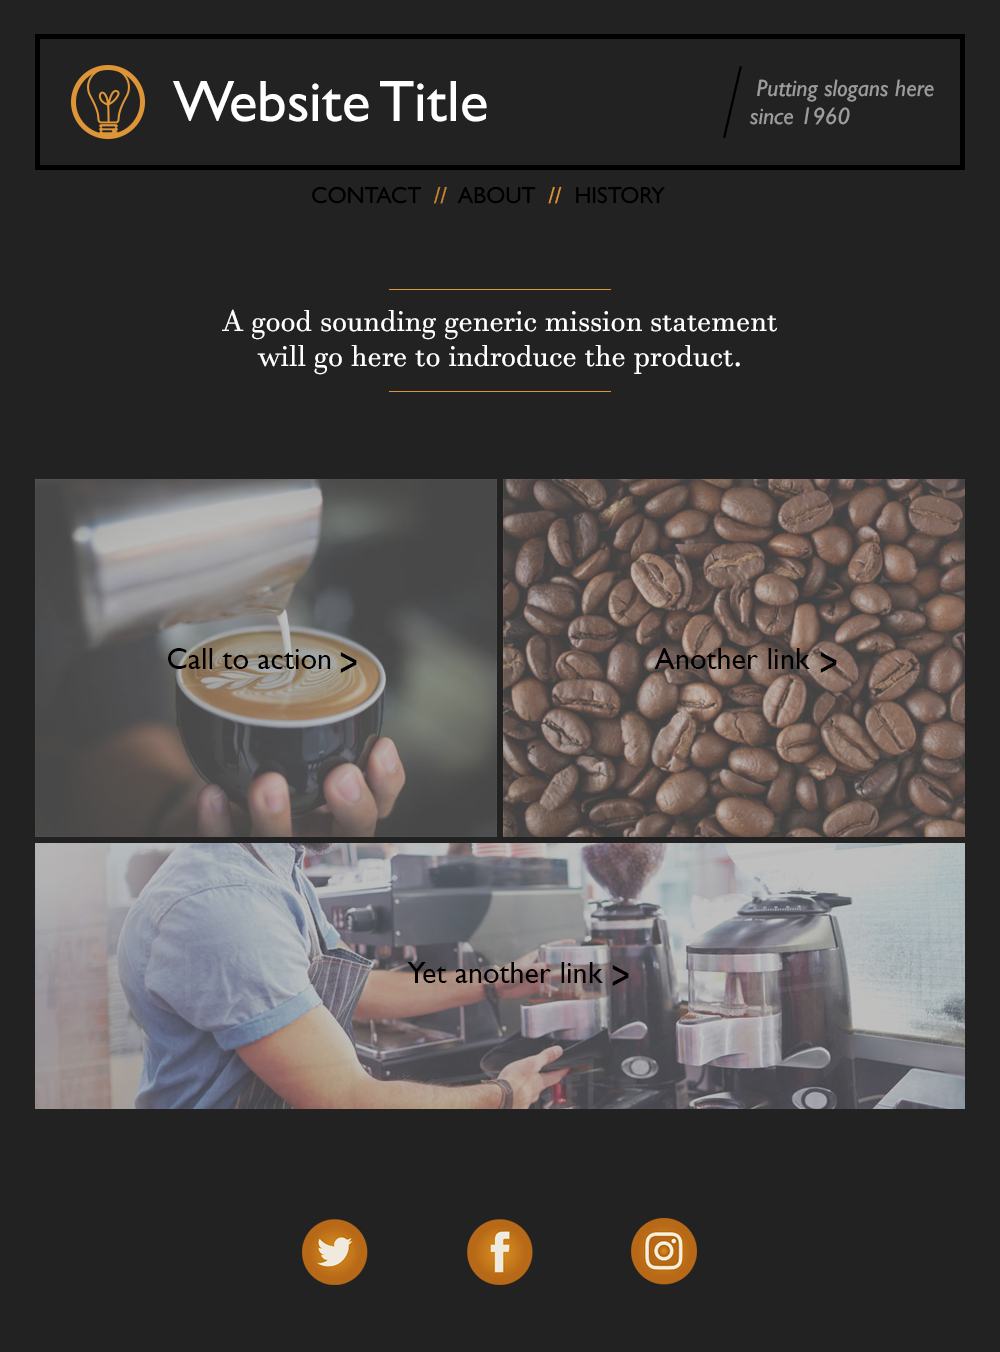 Website Title
Putting slogans here
since 1960
CONTACT // ABOUT // HISTORY
A good sounding generic mission statement
will go here to indroduce the product.
Call to action >
Another link >
Yet another link >